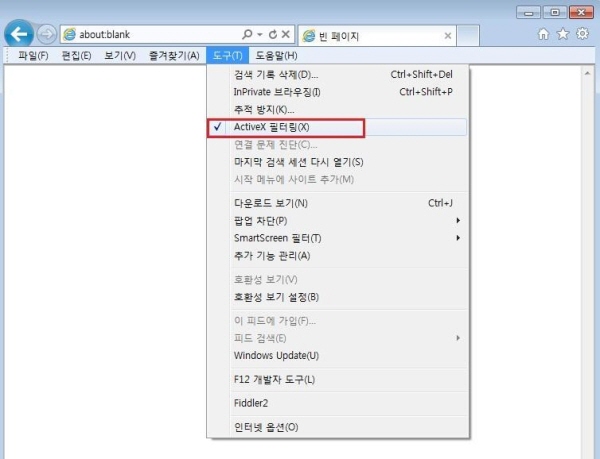 about:blank
빈 페이지
파일(F) 편집(E) 보기(V) 즐겨찾기(A) 도구(T) 도움말(H)
검색 기록 삭제(D)... Ctrl+Shift+Del
InPrivate 브라우징(I) Ctrl+Shift+P
추적 방지(K)...
ActiveX 필터링(X)
연결 문제 진단(C)...
마지막 검색 세션 다시 열기(S)
시작 메뉴에 사이트 추가(M)
다운로드 보기(N) Ctrl+J
팝업 차단(P)
SmartScreen 필터(T)
추가 기능 관리(A)
호환성 보기(V)
호환성 보기 설정(B)
이 피드에 가입(F)...
피드 검색(E)
Windows Update(U)
F12 개발자 도구(L)
Fiddler2
인터넷 옵션(O)